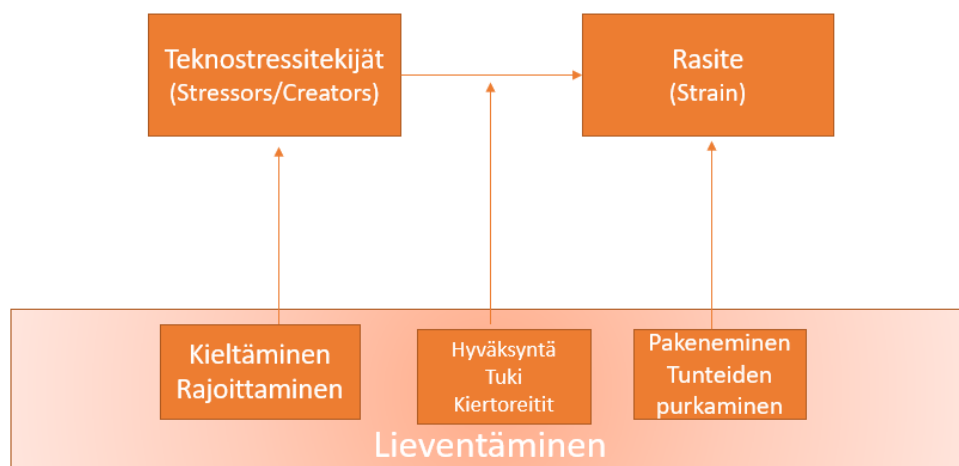 Teknostressitekijät
(Stressors/Creators)
Rasite
(Strain)
Kieltäminen
Rajoittaminen
Hyväksyntä
Tuki
Kiertoreitit
Pakeneminen
Tunteiden
purkaminen
Lieventäminen